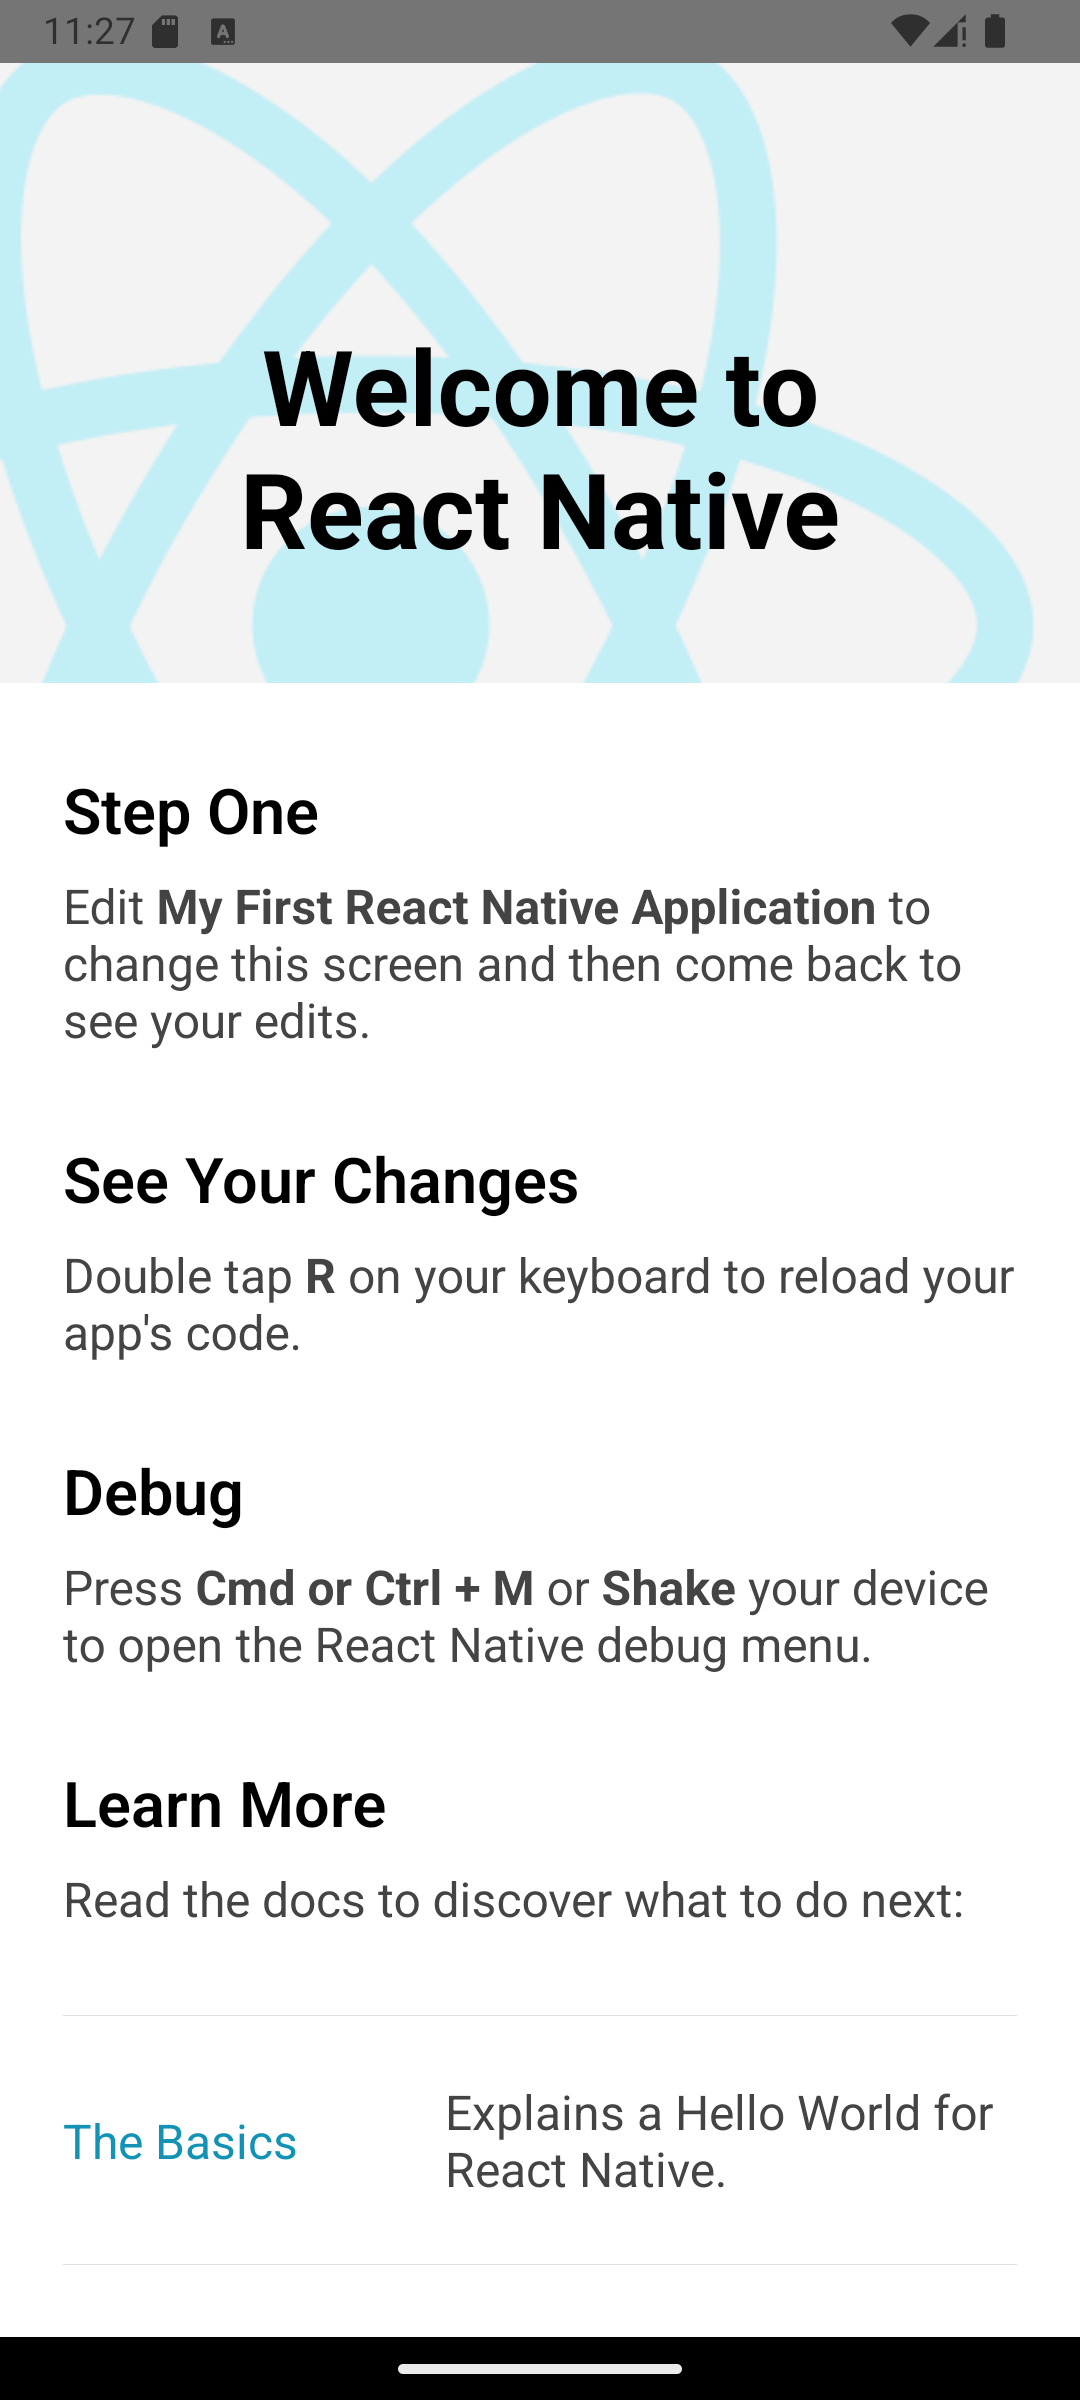 11:27
Welcome to
React Native
Step One
Edit My First React Native Application to
change this screen and then come back to
see your edits.
See Your Changes
Double tap R on your keyboard to reload your
app's code.
Debug
Press Cmd or Ctrl + M or Shake your device
to open the React Native debug menu.
Learn More
Read the docs to discover what to do next:
The Basics
Explains a Hello World for
React Native.